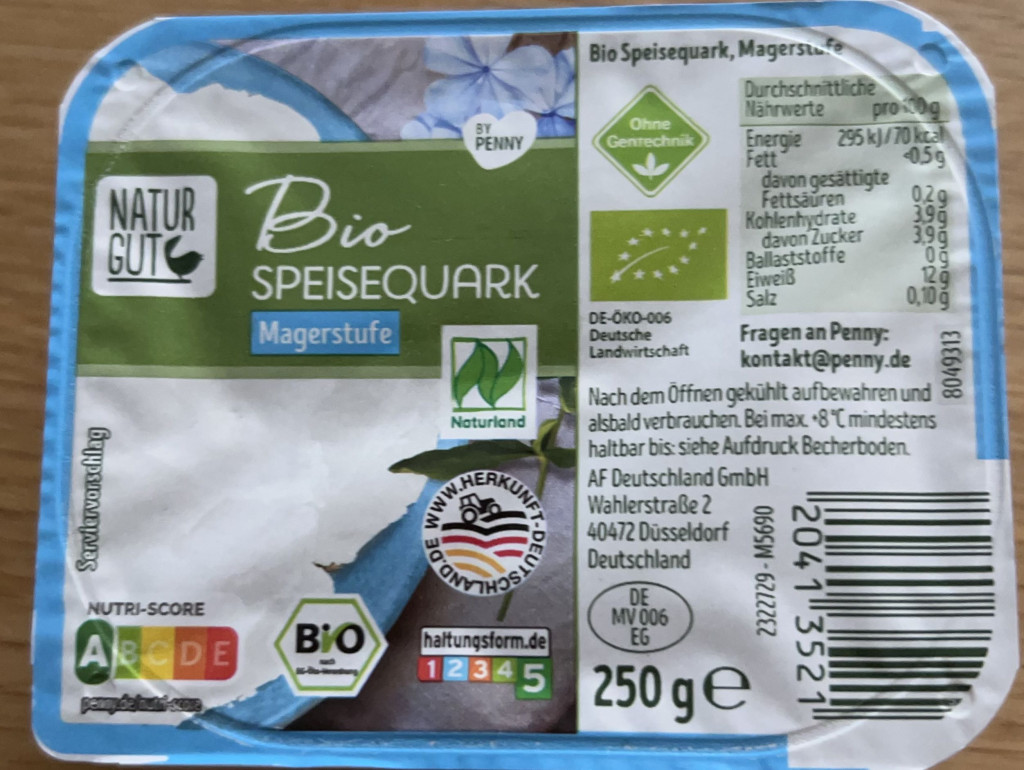 BY
PENNY
NATUR
GUT
Bio
SPEISEQUARK
Magerstufe
Naturland
Serviervorschlag
WWW.HERKUNFT-DEUTSCHLAND.DE
NUTRI-SCORE
A B C D E
penny.de/nutri-score
BIO
nach
EG-Öko-Verordnung
haltungsform.de
1 2 3 4 5
Bio Speisequark, Magerstufe
Ohne
Gentechnik
DE-ÖKO-006
Deutsche
Landwirtschaft
Durchschnittliche
Nährwerte pro 100 g
Energie 295 kJ/70 kcal
Fett <0,5 g
davon gesättigte
Fettsäuren 0,2 g
Kohlenhydrate 3,9 g
davon Zucker 3,9 g
Ballaststoffe 0 g
Eiweiß 12 g
Salz 0,10 g
Fragen an Penny:
kontakt@penny.de
8049313
Nach dem Öffnen gekühlt aufbewahren und
alsbald verbrauchen. Bei max. +8 °C mindestens
haltbar bis: siehe Aufdruck Becherboden.
AF Deutschland GmbH
Wahlerstraße 2
40472 Düsseldorf
Deutschland
DE
MV 006
EG
250 g e
2322729 - M5690
2041 3521